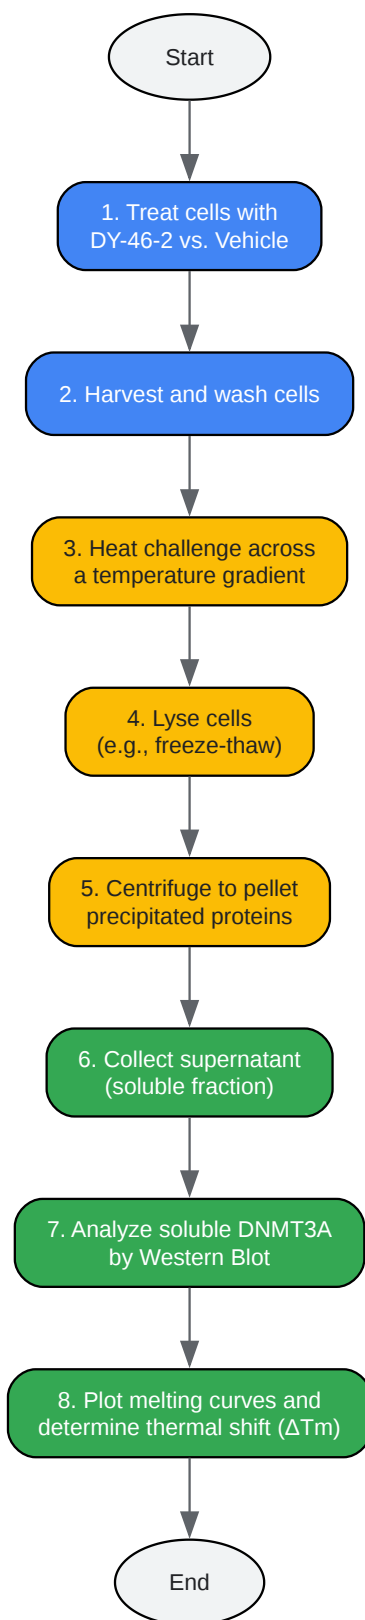 Start
1. Treat cells with
DY-46-2 vs. Vehicle
2. Harvest and wash cells
3. Heat challenge across
a temperature gradient
4. Lyse cells
(e.g., freeze-thaw)
5. Centrifuge to pellet
precipitated proteins
6. Collect supernatant
(soluble fraction)
7. Analyze soluble DNMT3A
by Western Blot
8. Plot melting curves and
determine thermal shift (ΔTm)
End